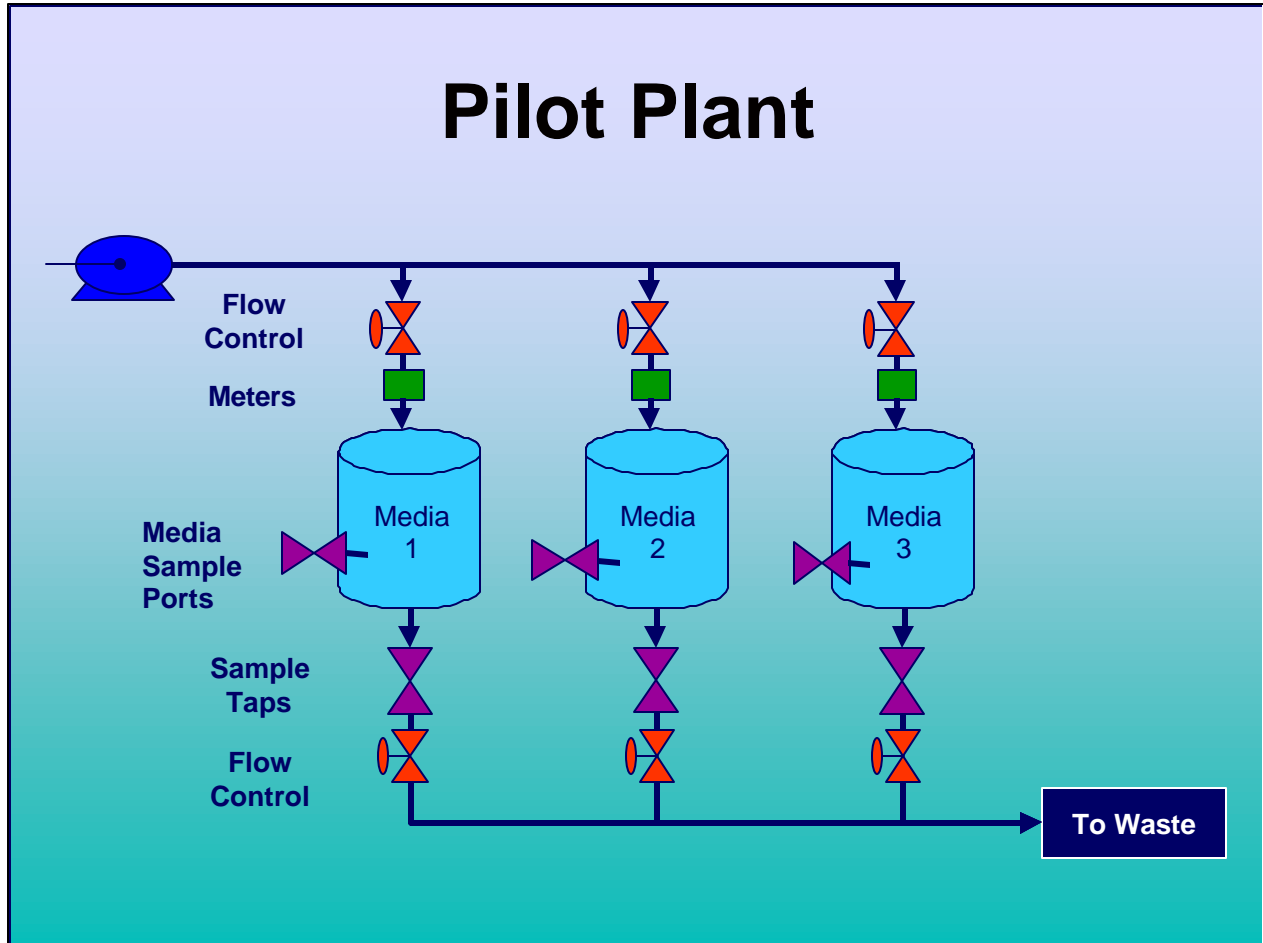 Pilot Plant
Flow
Control
Meters
Media
1
Media
2
Media
3
Media
Sample
Ports
Sample
Taps
Flow
Control
To Waste